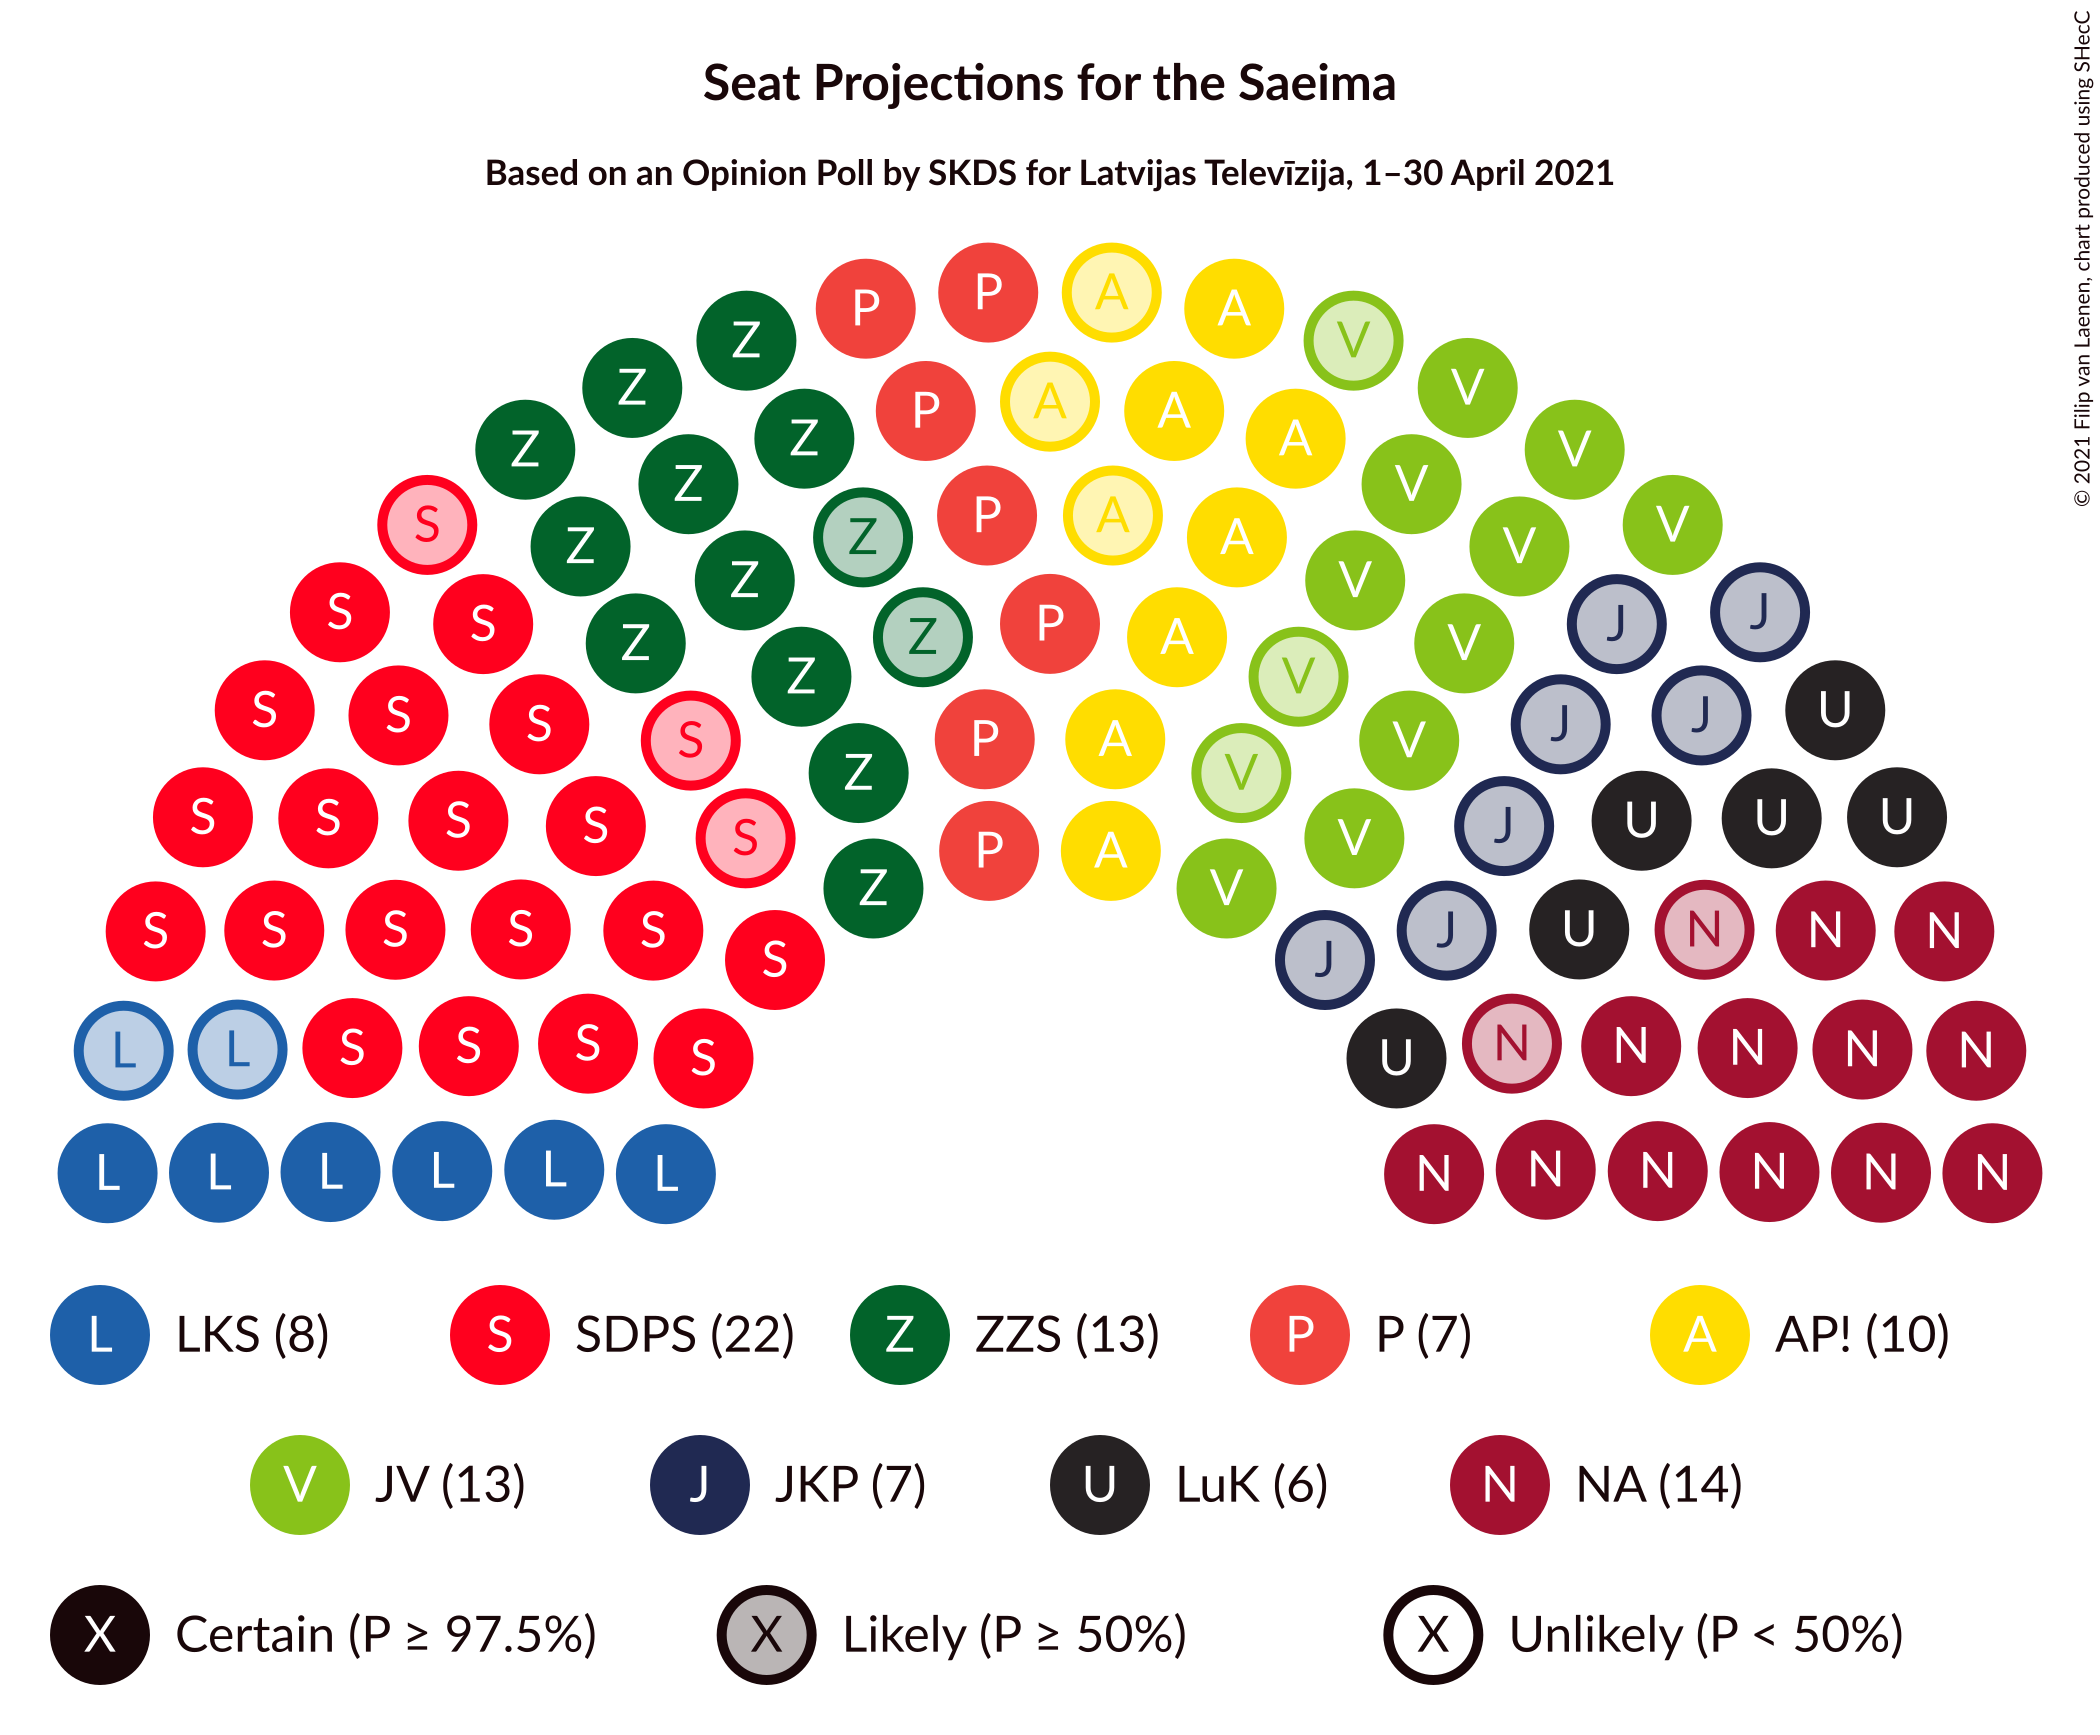 Seat Projections for the Saeima
Based on an Opinion Poll by SKDS for Latvijas Televīzija, 1–30 April 2021
© 2021 Filip van Laenen, chart produced using SHecC
P P A A
Z V
Z P A A A V
Z Z Z V V V
S Z Z P A A Z V V V
S S Z Z P A V V J J
S S S S Z P A V V J J U
S S S S S Z P A V V J U U U
S S S S S S J J U N N N
L L S S S S U N N N N N
L L L L L L N N N N N N
L LKS (8) S SDPS (22) Z ZZS (13) P P (7) A AP! (10)
V JV (13) J JKP (7) U LuK (6) N NA (14)
X Certain (P ≥ 97.5%) X Likely (P ≥ 50%) X Unlikely (P < 50%)